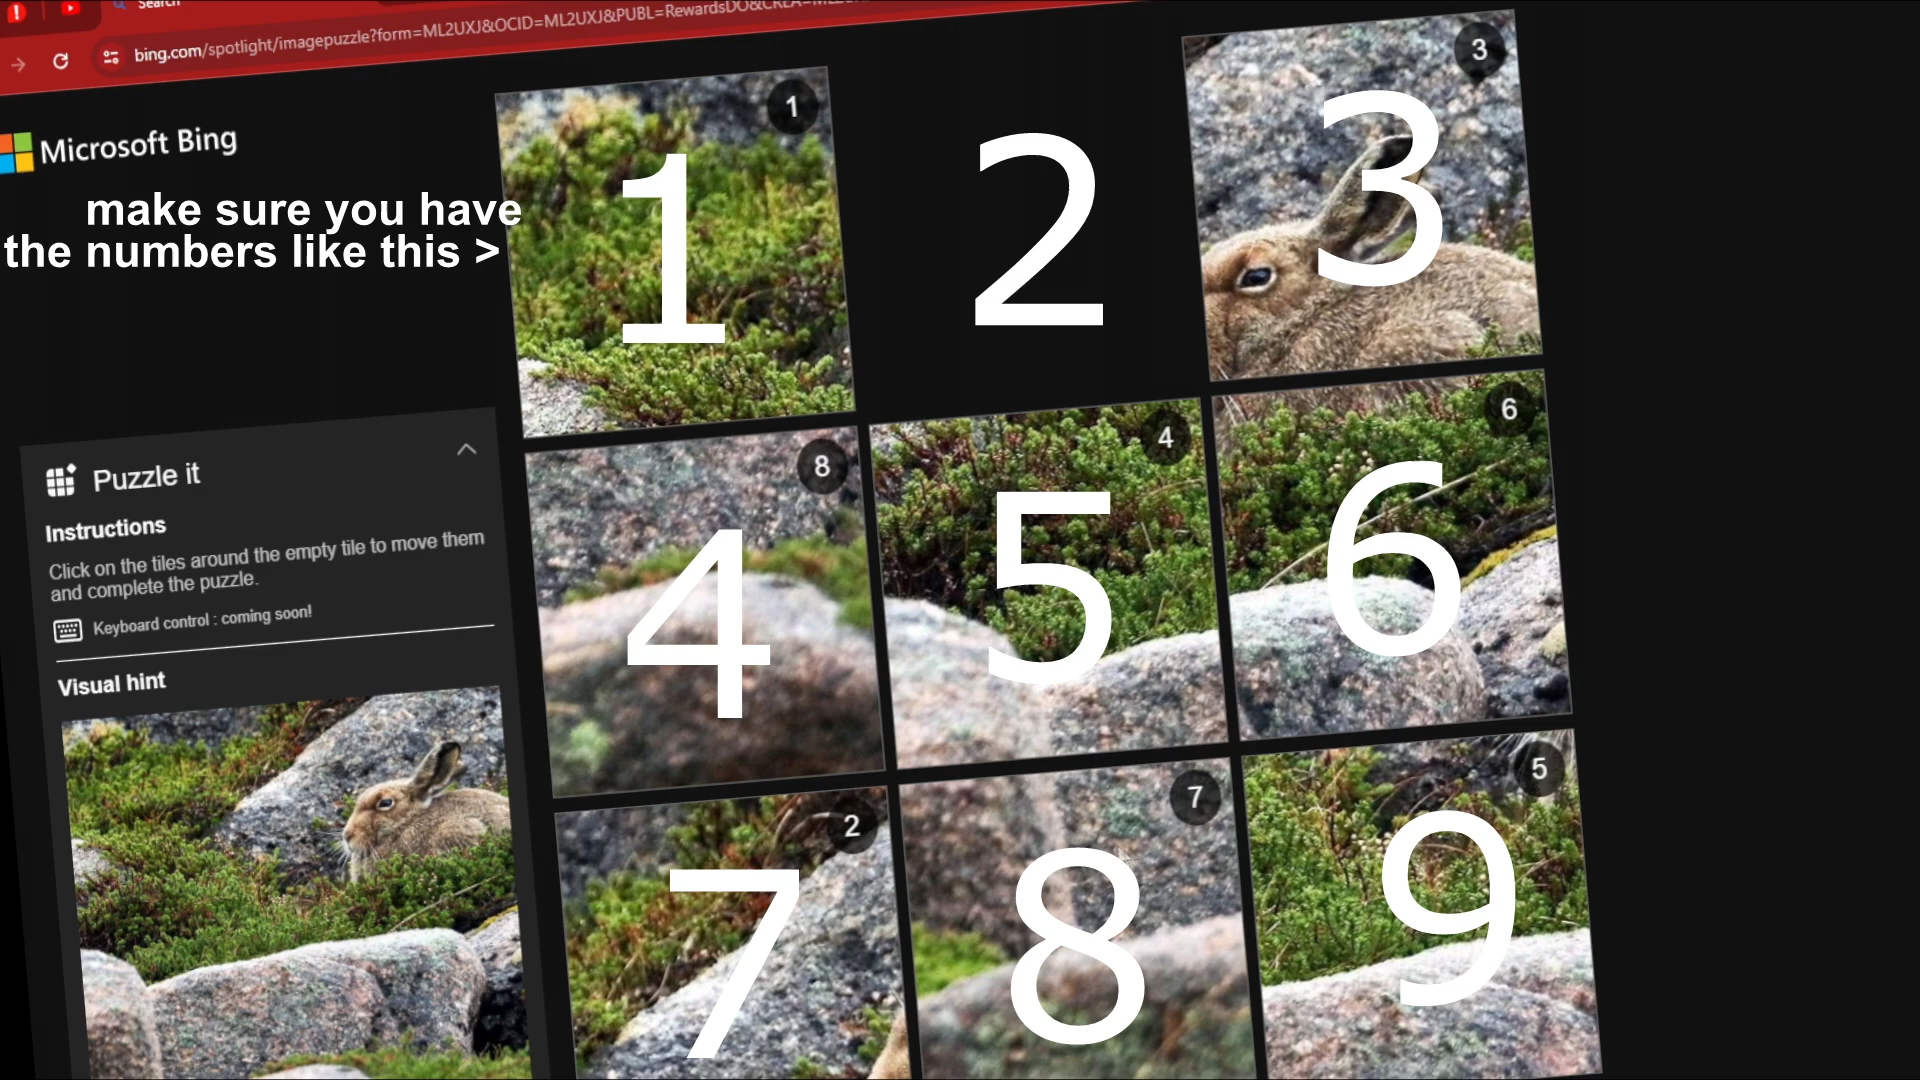 Search
bing.com/spotlight/imagepuzzle?form=ML2UXJ&OCID=ML2UXJ&PUBL=RewardsDO&CREA=
Microsoft Bing
make sure you have
the numbers like this >
Puzzle it
Instructions
Click on the tiles around the empty tile to move them
and complete the puzzle.
Keyboard control : coming soon!
Visual hint
1
1
2
3
3
8
4
4
5
6
6
2
7
7
8
5
9